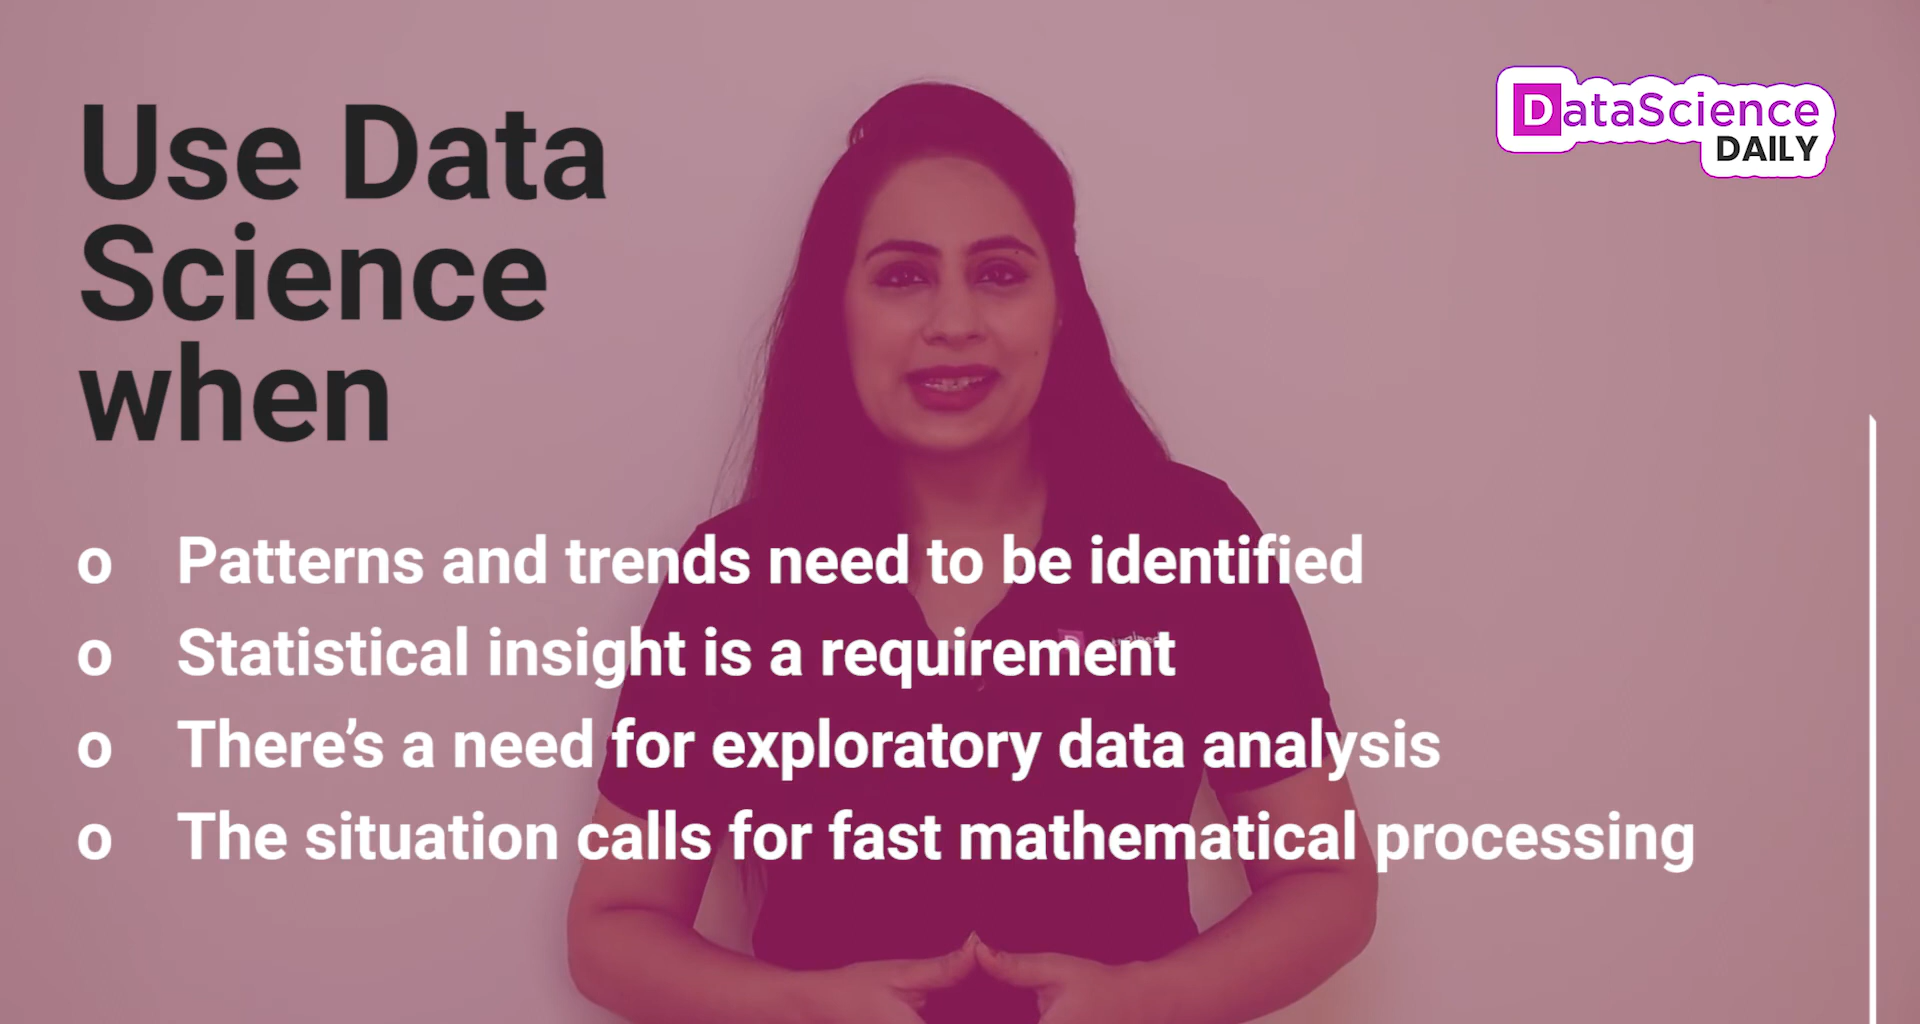 Use Data
Science
when
DataScience
DAILY
o Patterns and trends need to be identified
o Statistical insight is a requirement
o There’s a need for exploratory data analysis
o The situation calls for fast mathematical processing